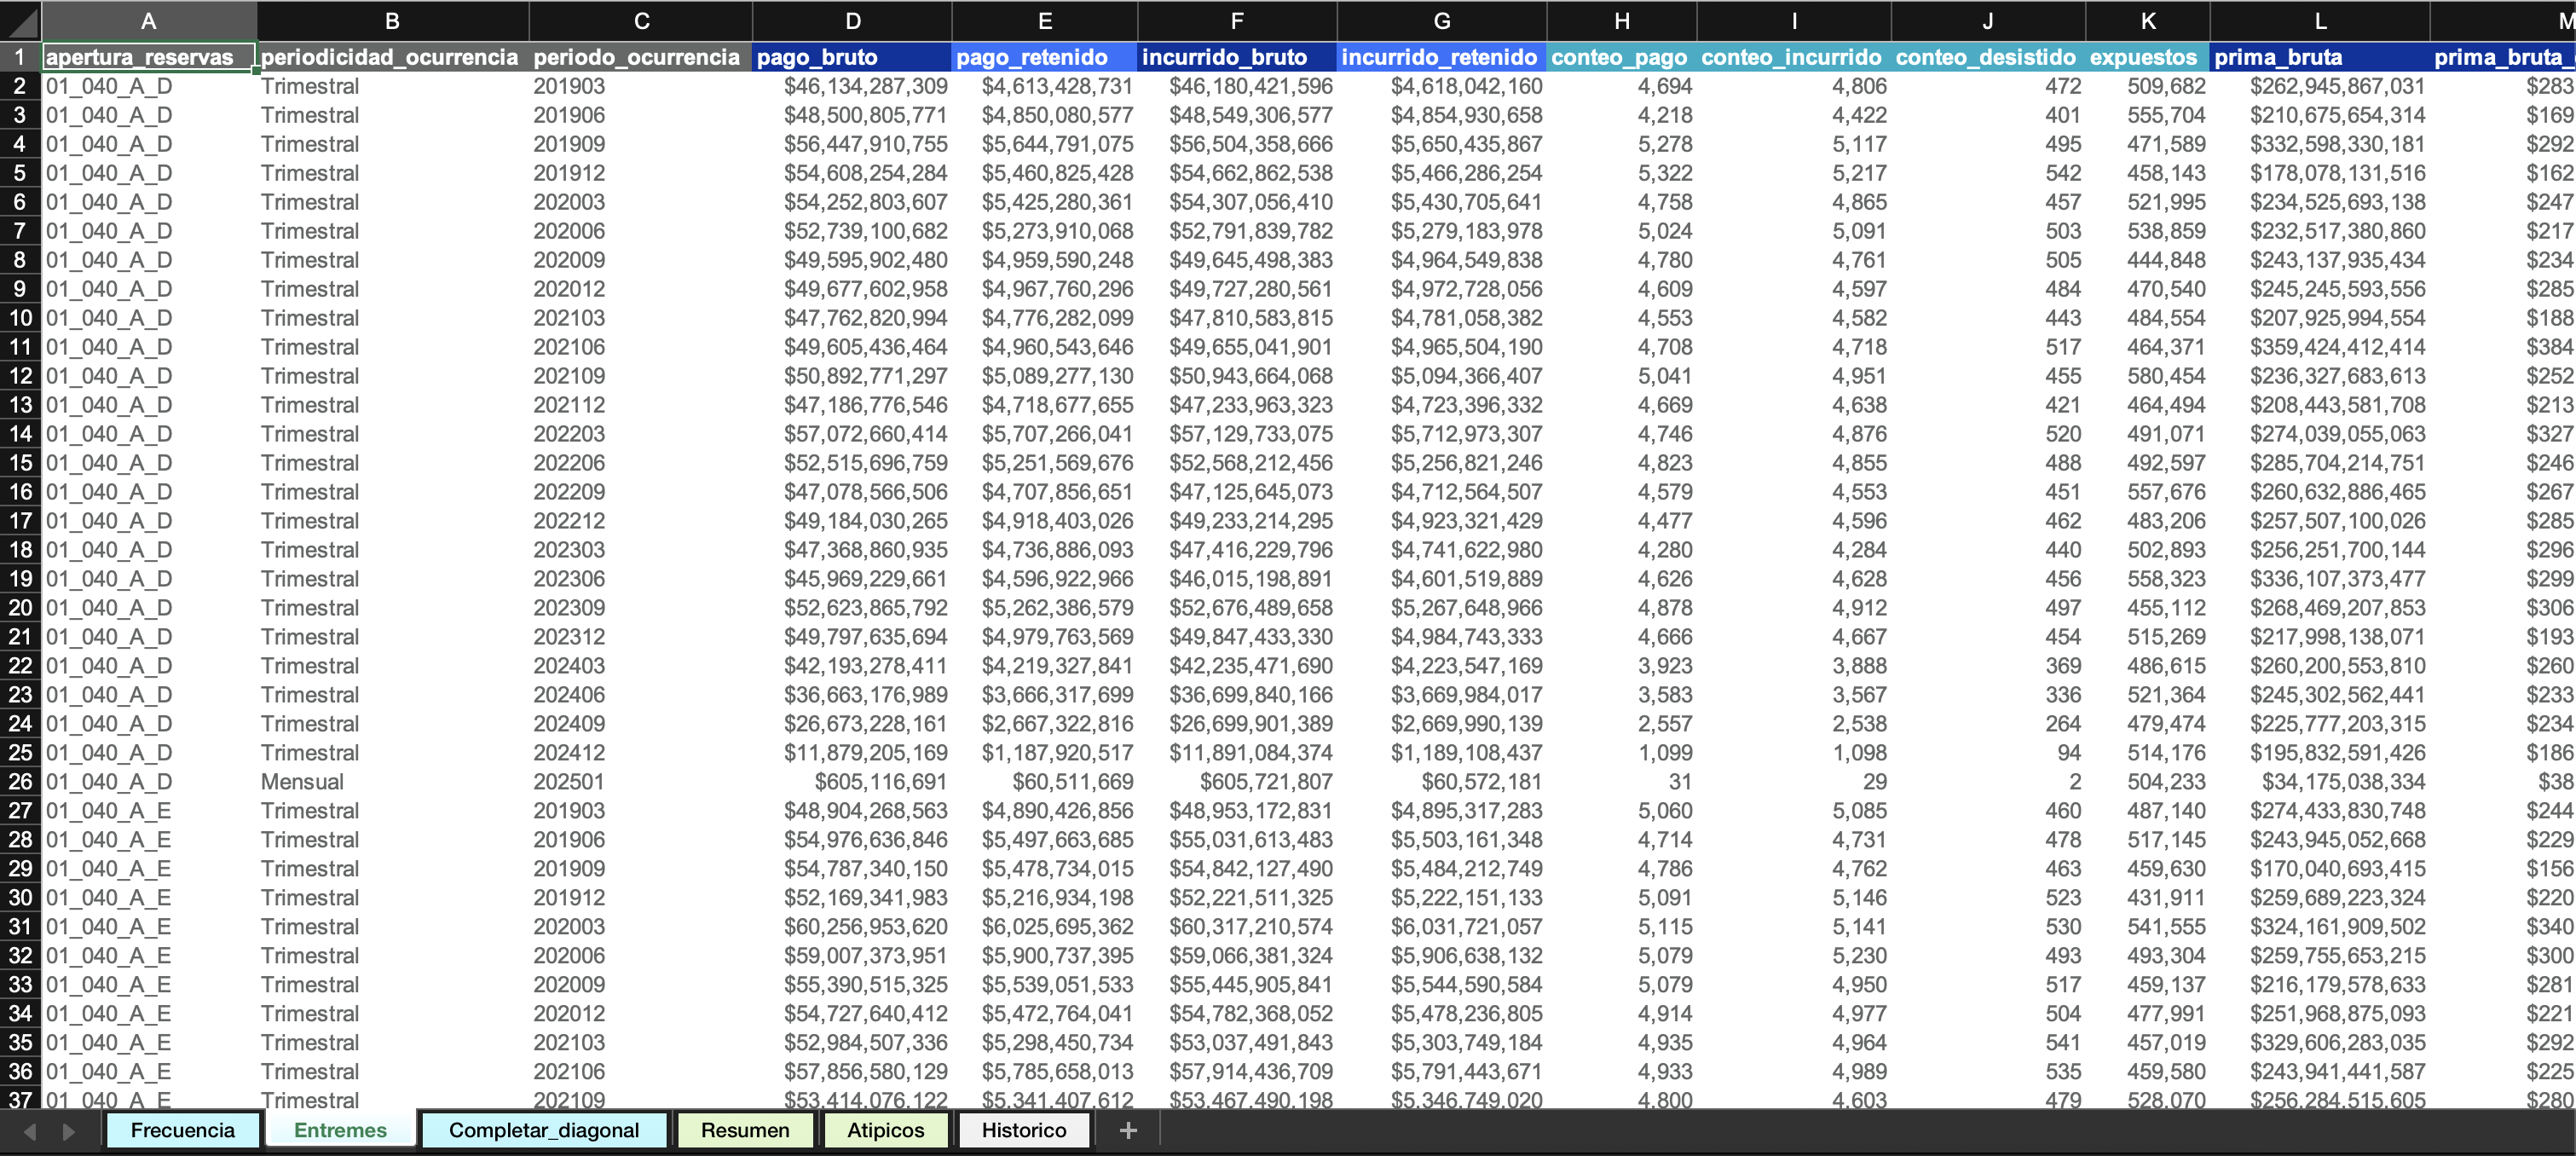 A B C D E F G H I J K L M
1 apertura_reservas periodicidad_ocurrencia periodo_ocurrencia pago_bruto pago_retenido incurrido_bruto incurrido_retenido conteo_pago conteo_incurrido conteo_desistido expuestos prima_bruta prima_bruta_
2 01_040_A_D Trimestral 201903 $46,134,287,309 $4,613,428,731 $46,180,421,596 $4,618,042,160 4,694 4,806 472 509,682 $262,945,867,031 $283
3 01_040_A_D Trimestral 201906 $48,500,805,771 $4,850,080,577 $48,549,306,577 $4,854,930,658 4,218 4,422 401 555,704 $210,675,654,314 $169
4 01_040_A_D Trimestral 201909 $56,447,910,755 $5,644,791,075 $56,504,358,666 $5,650,435,867 5,278 5,117 495 471,589 $332,598,330,181 $292
5 01_040_A_D Trimestral 201912 $54,608,254,284 $5,460,825,428 $54,662,862,538 $5,466,286,254 5,322 5,217 542 458,143 $178,078,131,516 $162
6 01_040_A_D Trimestral 202003 $54,252,803,607 $5,425,280,361 $54,307,056,410 $5,430,705,641 4,758 4,865 457 521,995 $234,525,693,138 $247
7 01_040_A_D Trimestral 202006 $52,739,100,682 $5,273,910,068 $52,791,839,782 $5,279,183,978 5,024 5,091 503 538,859 $232,517,380,860 $217
8 01_040_A_D Trimestral 202009 $49,595,902,480 $4,959,590,248 $49,645,498,383 $4,964,549,838 4,780 4,761 505 444,848 $243,137,935,434 $234
9 01_040_A_D Trimestral 202012 $49,677,602,958 $4,967,760,296 $49,727,280,561 $4,972,728,056 4,609 4,597 484 470,540 $245,245,593,556 $285
10 01_040_A_D Trimestral 202103 $47,762,820,994 $4,776,282,099 $47,810,583,815 $4,781,058,382 4,553 4,582 443 484,554 $207,925,994,554 $188
11 01_040_A_D Trimestral 202106 $49,605,436,464 $4,960,543,646 $49,655,041,901 $4,965,504,190 4,708 4,718 517 464,371 $359,424,412,414 $384
12 01_040_A_D Trimestral 202109 $50,892,771,297 $5,089,277,130 $50,943,664,068 $5,094,366,407 5,041 4,951 455 580,454 $236,327,683,613 $252
13 01_040_A_D Trimestral 202112 $47,186,776,546 $4,718,677,655 $47,233,963,323 $4,723,396,332 4,669 4,638 421 464,494 $208,443,581,708 $213
14 01_040_A_D Trimestral 202203 $57,072,660,414 $5,707,266,041 $57,129,733,075 $5,712,973,307 4,746 4,876 520 491,071 $274,039,055,063 $327
15 01_040_A_D Trimestral 202206 $52,515,696,759 $5,251,569,676 $52,568,212,456 $5,256,821,246 4,823 4,855 488 492,597 $285,704,214,751 $246
16 01_040_A_D Trimestral 202209 $47,078,566,506 $4,707,856,651 $47,125,645,073 $4,712,564,507 4,579 4,553 451 557,676 $260,632,886,465 $267
17 01_040_A_D Trimestral 202212 $49,184,030,265 $4,918,403,026 $49,233,214,295 $4,923,321,429 4,477 4,596 462 483,206 $257,507,100,026 $285
18 01_040_A_D Trimestral 202303 $47,368,860,935 $4,736,886,093 $47,416,229,796 $4,741,622,980 4,280 4,284 440 502,893 $256,251,700,144 $296
19 01_040_A_D Trimestral 202306 $45,969,229,661 $4,596,922,966 $46,015,198,891 $4,601,519,889 4,626 4,628 456 558,323 $336,107,373,477 $299
20 01_040_A_D Trimestral 202309 $52,623,865,792 $5,262,386,579 $52,676,489,658 $5,267,648,966 4,878 4,912 497 455,112 $268,469,207,853 $306
21 01_040_A_D Trimestral 202312 $49,797,635,694 $4,979,763,569 $49,847,433,330 $4,984,743,333 4,666 4,667 454 515,269 $217,998,138,071 $193
22 01_040_A_D Trimestral 202403 $42,193,278,411 $4,219,327,841 $42,235,471,690 $4,223,547,169 3,923 3,888 369 486,615 $260,200,553,810 $260
23 01_040_A_D Trimestral 202406 $36,663,176,989 $3,666,317,699 $36,699,840,166 $3,669,984,017 3,583 3,567 336 521,364 $245,302,562,441 $233
24 01_040_A_D Trimestral 202409 $26,673,228,161 $2,667,322,816 $26,699,901,389 $2,669,990,139 2,557 2,538 264 479,474 $225,777,203,315 $234
25 01_040_A_D Trimestral 202412 $11,879,205,169 $1,187,920,517 $11,891,084,374 $1,189,108,437 1,099 1,098 94 514,176 $195,832,591,426 $186
26 01_040_A_D Mensual 202501 $605,116,691 $60,511,669 $605,721,807 $60,572,181 31 29 2 504,233 $34,175,038,334 $38
27 01_040_A_E Trimestral 201903 $48,904,268,563 $4,890,426,856 $48,953,172,831 $4,895,317,283 5,060 5,085 460 487,140 $274,433,830,748 $244
28 01_040_A_E Trimestral 201906 $54,976,636,846 $5,497,663,685 $55,031,613,483 $5,503,161,348 4,714 4,731 478 517,145 $243,945,052,668 $229
29 01_040_A_E Trimestral 201909 $54,787,340,150 $5,478,734,015 $54,842,127,490 $5,484,212,749 4,786 4,762 463 459,630 $170,040,693,415 $156
30 01_040_A_E Trimestral 201912 $52,169,341,983 $5,216,934,198 $52,221,511,325 $5,222,151,133 5,091 5,146 523 431,911 $259,689,223,324 $220
31 01_040_A_E Trimestral 202003 $60,256,953,620 $6,025,695,362 $60,317,210,574 $6,031,721,057 5,115 5,141 530 541,555 $324,161,909,502 $340
32 01_040_A_E Trimestral 202006 $59,007,373,951 $5,900,737,395 $59,066,381,324 $5,906,638,132 5,079 5,230 493 493,304 $259,755,653,215 $300
33 01_040_A_E Trimestral 202009 $55,390,515,325 $5,539,051,533 $55,445,905,841 $5,544,590,584 5,079 4,950 517 459,137 $216,179,578,633 $281
34 01_040_A_E Trimestral 202012 $54,727,640,412 $5,472,764,041 $54,782,368,052 $5,478,236,805 4,914 4,977 504 477,991 $251,968,875,093 $221
35 01_040_A_E Trimestral 202103 $52,984,507,336 $5,298,450,734 $53,037,491,843 $5,303,749,184 4,935 4,964 541 457,019 $329,606,283,035 $292
36 01_040_A_E Trimestral 202106 $57,856,580,129 $5,785,658,013 $57,914,436,709 $5,791,443,671 4,933 4,989 535 459,580 $243,941,441,587 $225
37 01_040_A_E Trimestral 202109 $53,414,076,122 $5,341,407,612 $53,467,490,198 $5,346,749,020 4,800 4,603 479 528,070 $256,284,515,605 $280
Frecuencia Entremes Completar_diagonal Resumen Atipicos Historico +